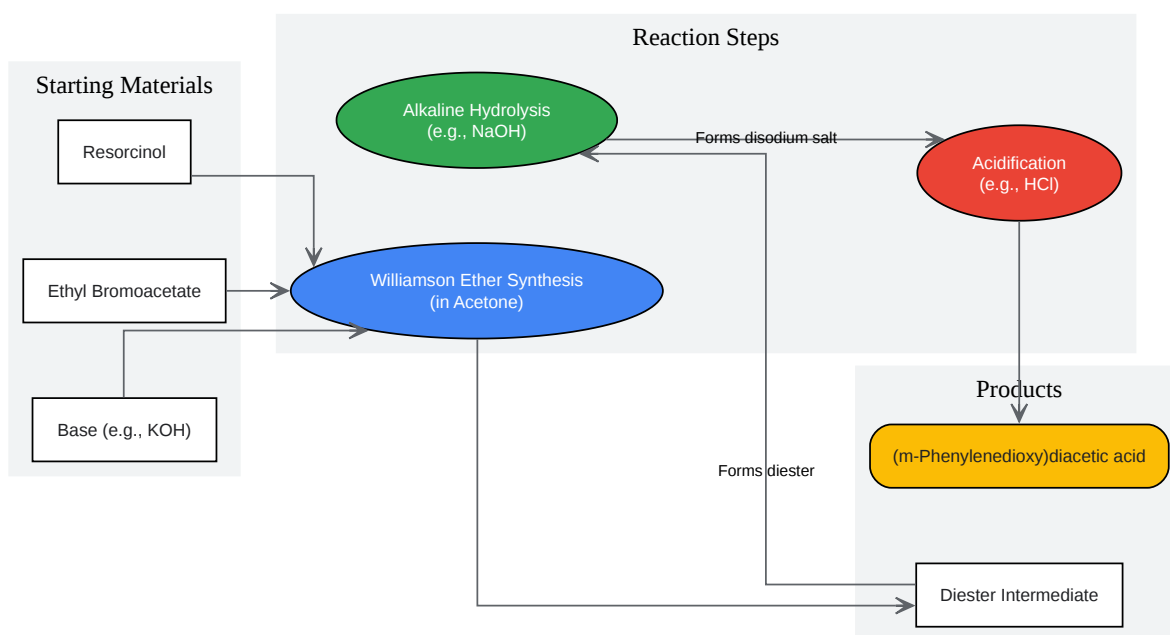 Reaction Steps
Starting Materials
Alkaline Hydrolysis
(e.g., NaOH)
Forms disodium salt
Resorcinol
Acidification
(e.g., HCl)
Ethyl Bromoacetate
Williamson Ether Synthesis
(in Acetone)
Products
Base (e.g., KOH)
(m-Phenylenedioxy)diacetic acid
Forms diester
Diester Intermediate